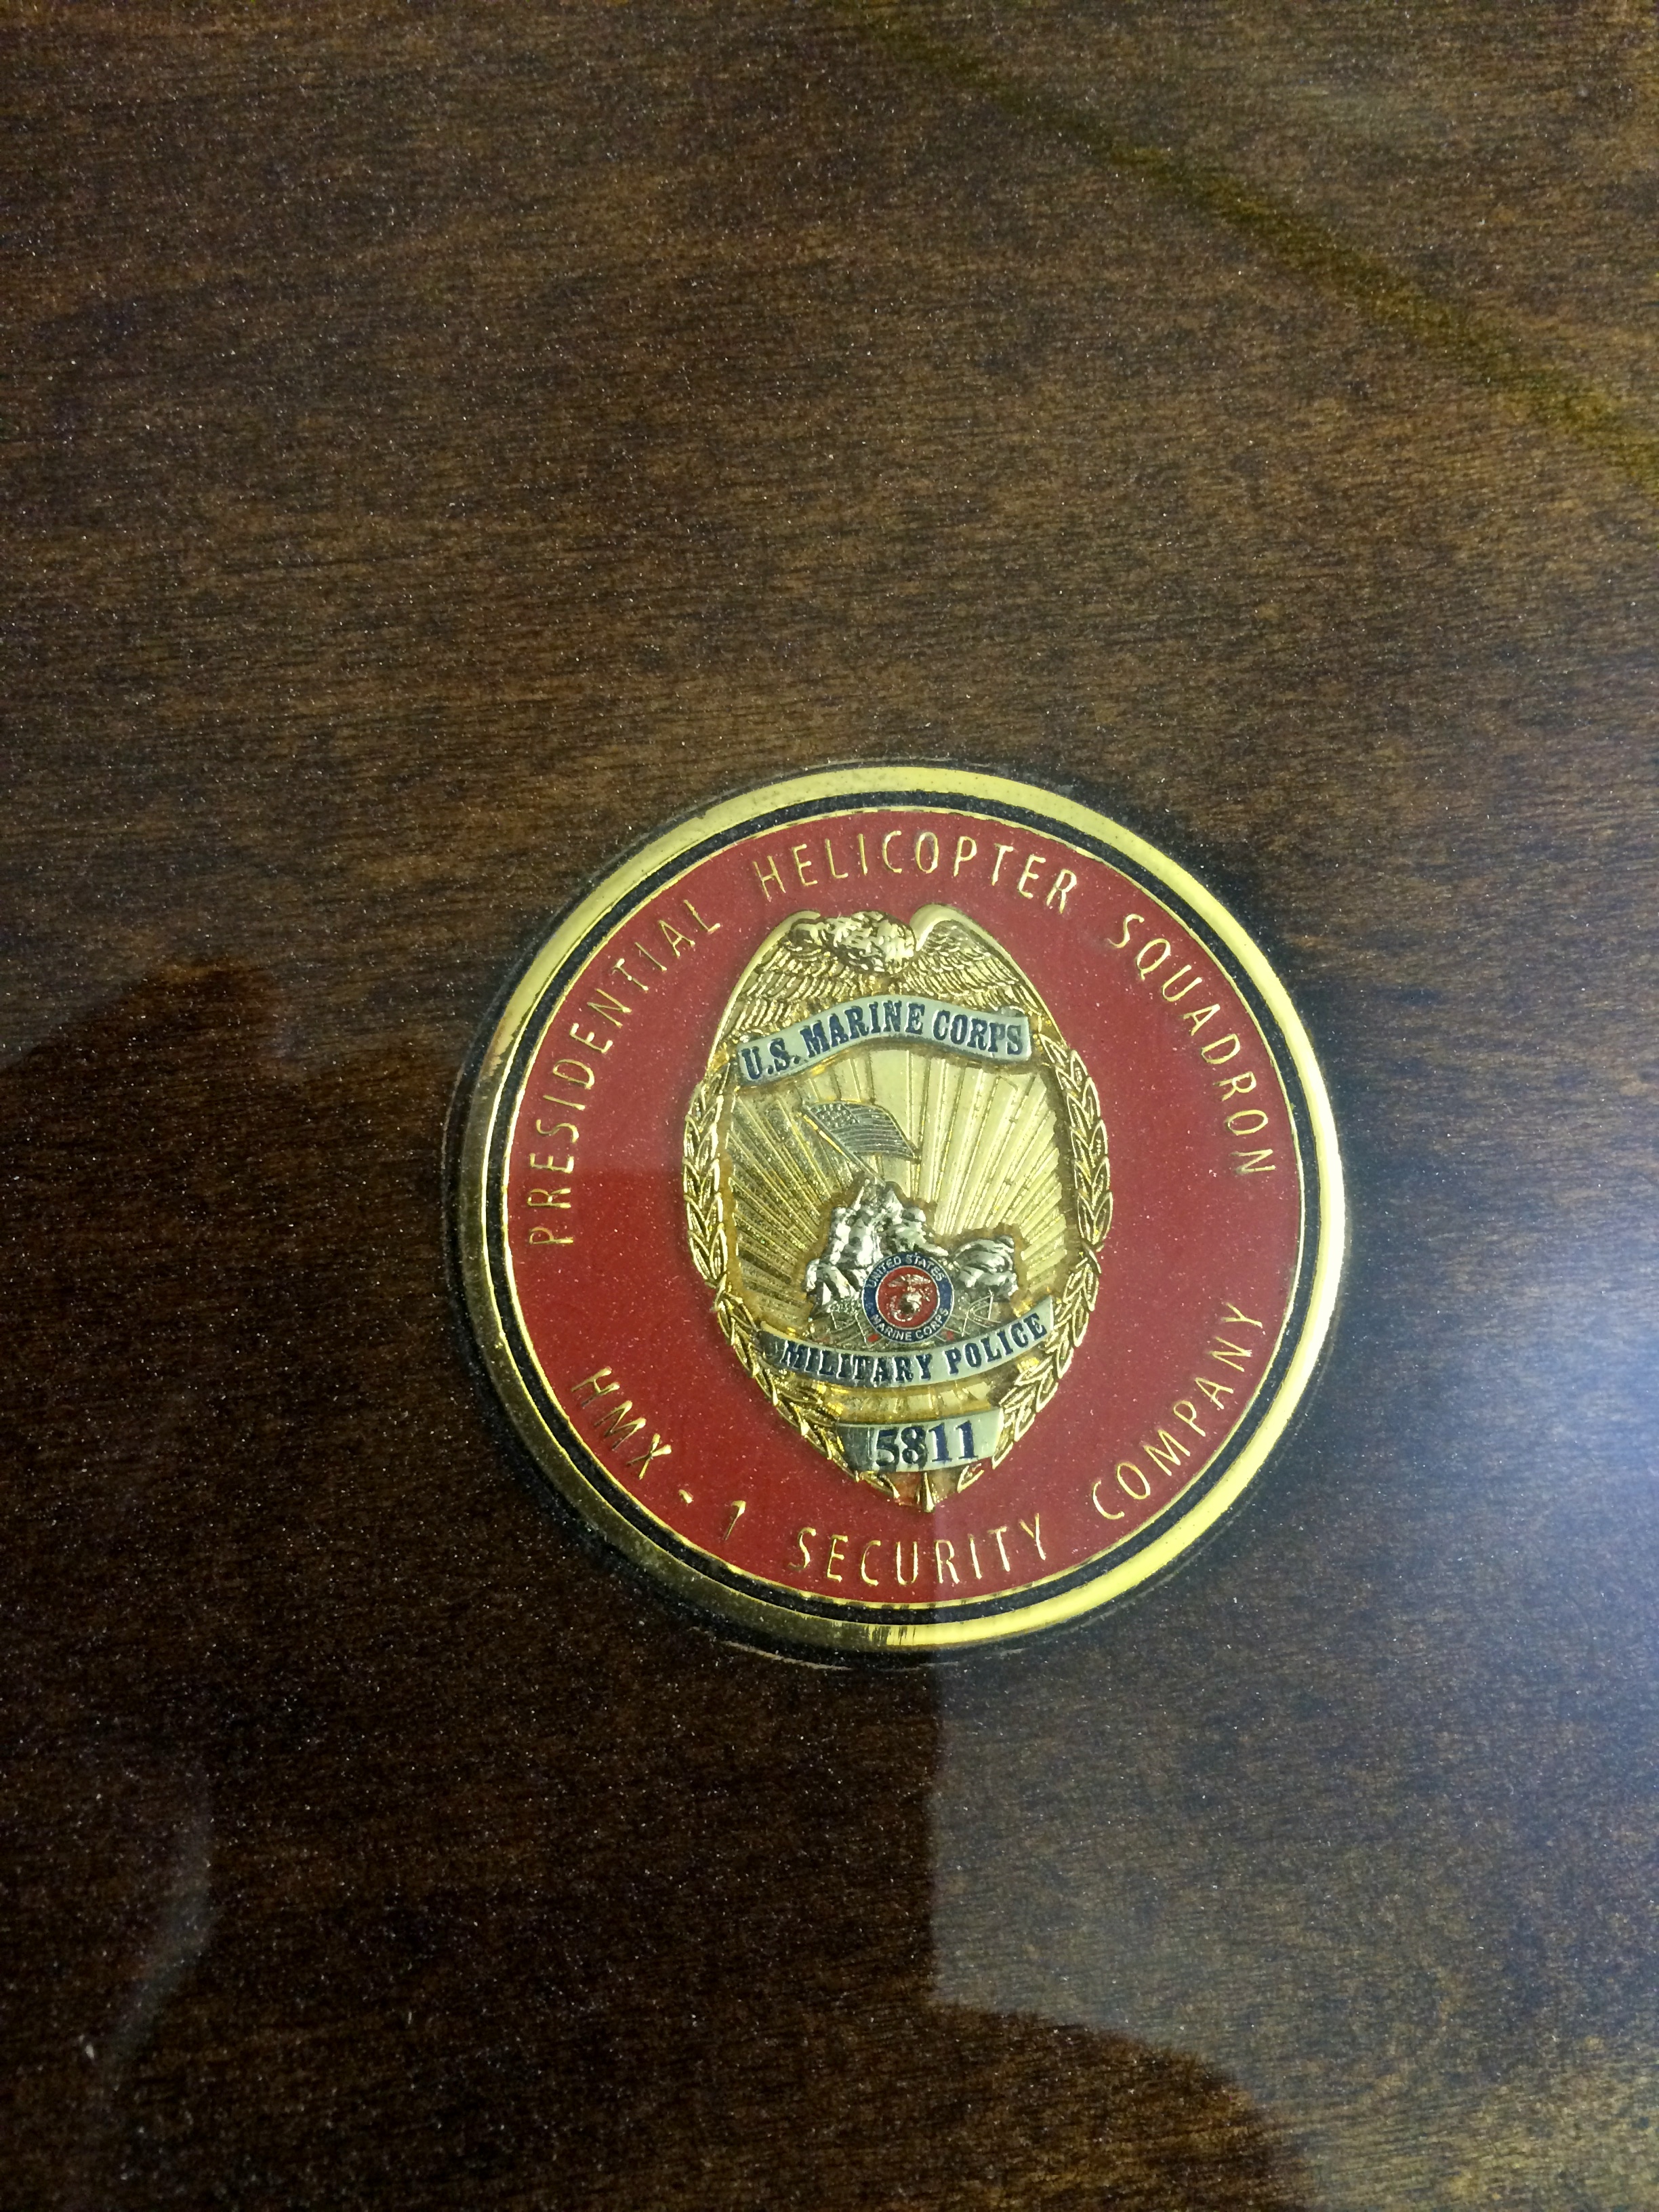 PRESIDENTIAL HELICOPTER SQUADRON
U.S. MARINE CORPS
UNITED STATES
MARINE CORPS
MILITARY POLICE
5811
HMX - 1 SECURITY COMPANY